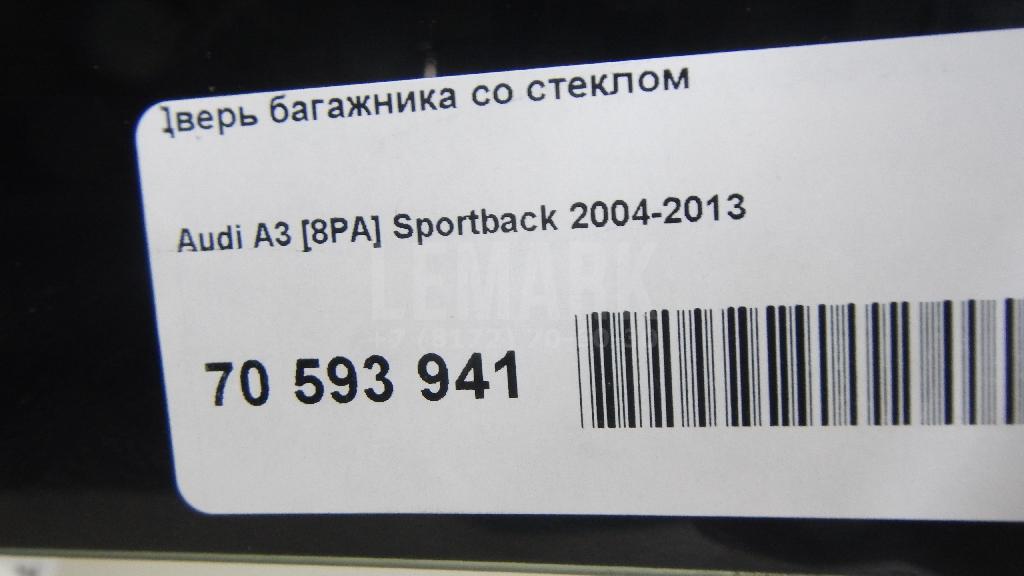 Дверь багажника со стеклом
Audi A3 [8PA] Sportback 2004-2013
LEMARK
70 593 941